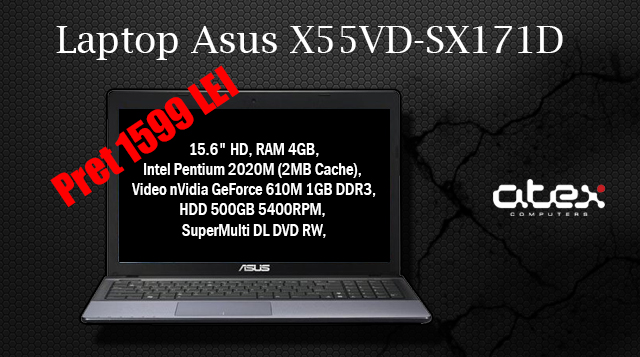 Laptop Asus X55VD-SX171D
Pret 1599 LEI
15.6" HD, RAM 4GB,
Intel Pentium 2020M (2MB Cache),
Video nVidia GeForce 610M 1GB DDR3,
HDD 500GB 5400RPM,
SuperMulti DL DVD RW,
ASUS
atex
COMPUTERS